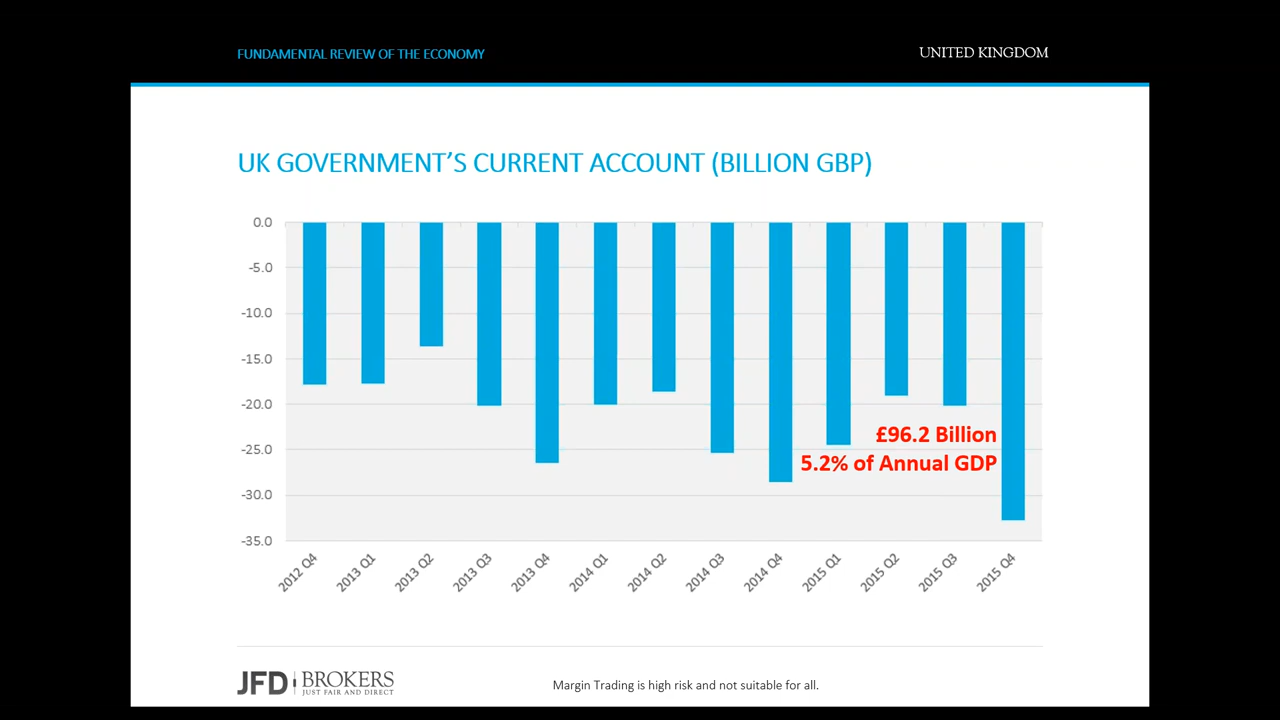 FUNDAMENTAL REVIEW OF THE ECONOMY
UNITED KINGDOM
UK GOVERNMENT’S CURRENT ACCOUNT (BILLION GBP)
0.0
-5.0
-10.0
-15.0
-20.0
-25.0
-30.0
-35.0
£96.2 Billion
5.2% of Annual GDP
2012 Q4
2013 Q1
2013 Q2
2013 Q3
2013 Q4
2014 Q1
2014 Q2
2014 Q3
2014 Q4
2015 Q1
2015 Q2
2015 Q3
2015 Q4
JFD BROKERS
JUST FAIR AND DIRECT
Margin Trading is high risk and not suitable for all.